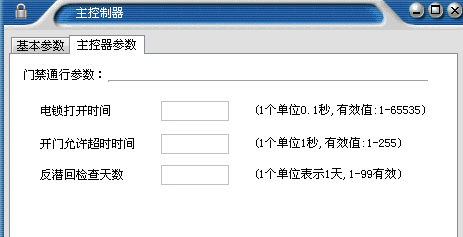 主控制器
基本参数 主控器参数
门禁通行参数：
电锁打开时间 (1个单位0.1秒,有效值:1-65535)
开门允许超时时间 (1个单位1秒,有效值:1-255)
反潜回检查天数 (1个单位表示1天,1-99有效)